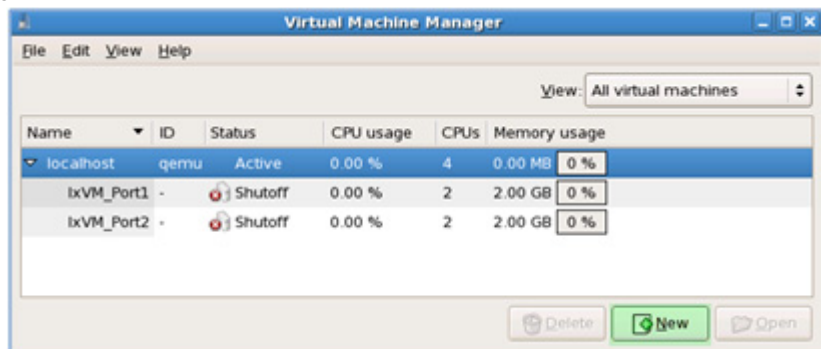 Virtual Machine Manager
File Edit View Help
View: All virtual machines
Name ID Status CPU usage CPUs Memory usage
localhost qemu Active 0.00 % 4 0.00 MB 0 %
IxVM_Port1 - Shutoff 0.00 % 2 2.00 GB 0 %
IxVM_Port2 - Shutoff 0.00 % 2 2.00 GB 0 %
Delete New Open